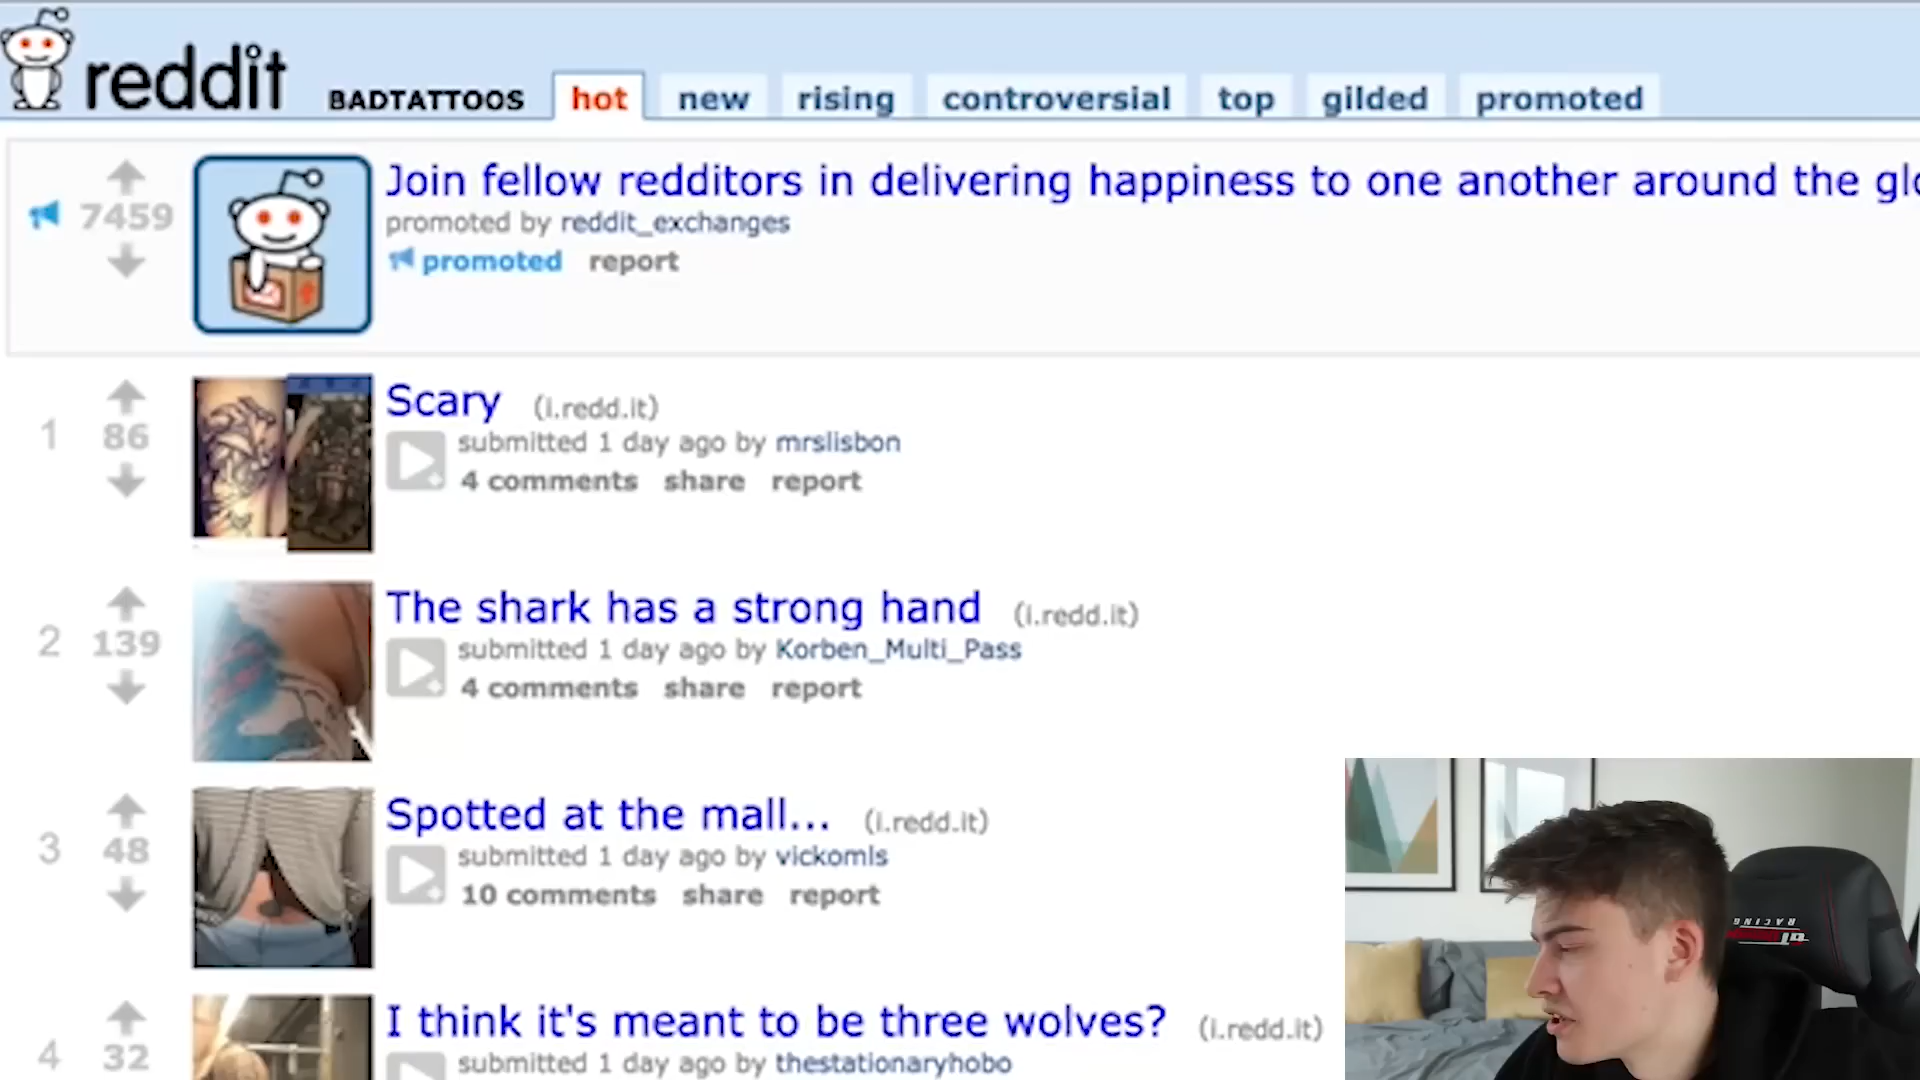 reddit BADTATTOOS hot new rising controversial top gilded promoted
Join fellow redditors in delivering happiness to one another around the
7459
promoted by reddit_exchanges
promoted report
Scary (i.redd.it)
1 86
submitted 1 day ago by mrslisbon
4 comments share report
The shark has a strong hand (i.redd.it)
2 139
submitted 1 day ago by Korben_Multi_Pass
4 comments share report
Spotted at the mall... (i.redd.it)
3 48
submitted 1 day ago by vickomls
10 comments share report
I think it's meant to be three wolves? (i.redd.it)
4 32
submitted 1 day ago by thestationaryhobo
GT
RACING